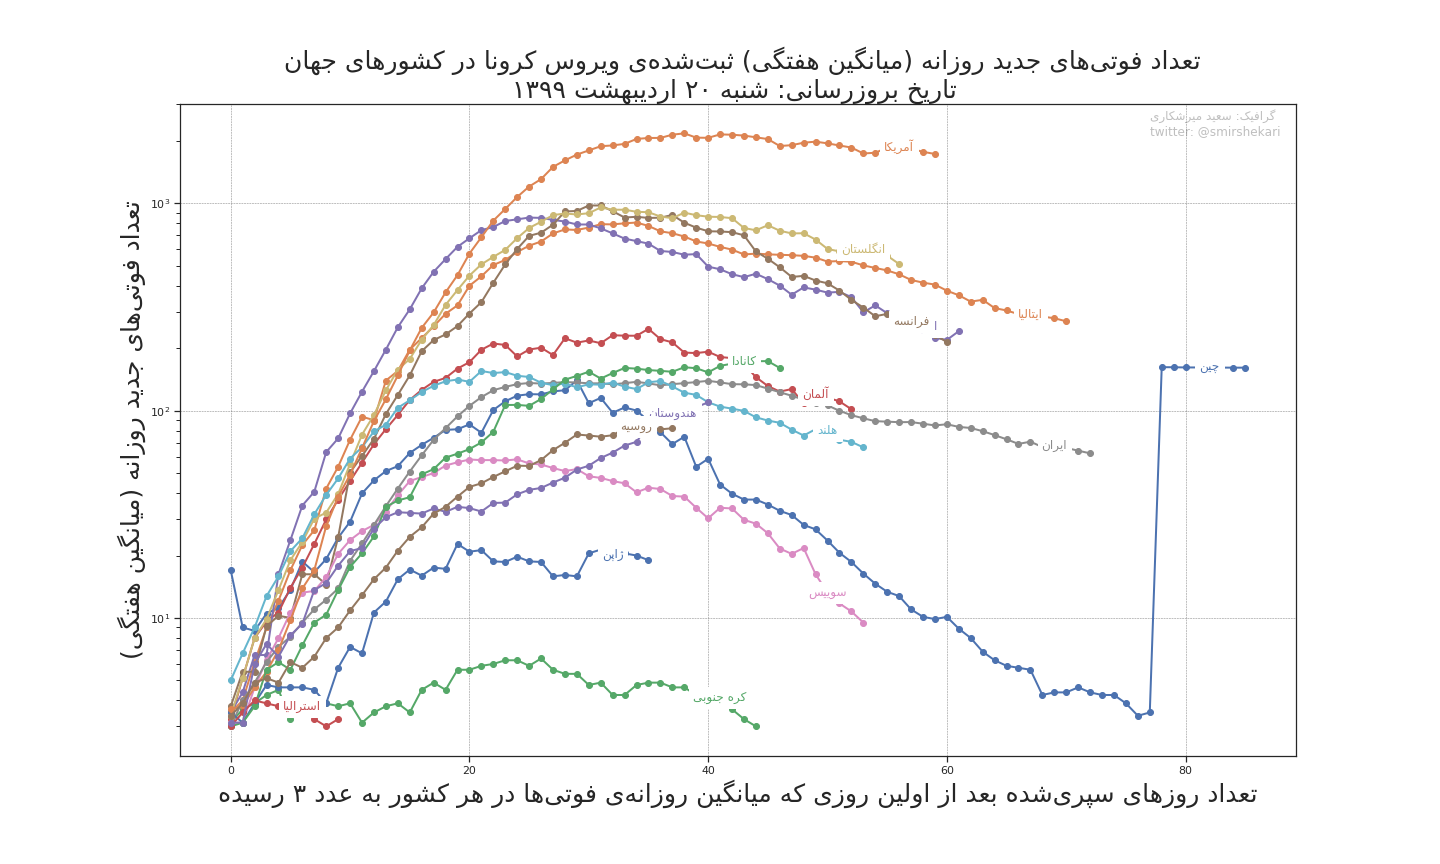 تعداد فوتی‌های جدید روزانه (میانگین هفتگی) ثبت‌شده‌ی ویروس کرونا در کشورهای جهان
تاریخ بروزرسانی: شنبه ۲۰ اردیبهشت ۱۳۹۹
گرافیک: سعید میرشکاری
twitter: @smirshekari
تعداد فوتی‌های جدید روزانه (میانگین هفتگی)
10³
10²
10¹
آمریکا
انگلستان
ایتالیا
فرانسه
ا
چین
کانادا
آلمان
هندوستان
هلند
روسیه
ایران
ژاپن
سوییس
کره جنوبی
استرالیا
0 20 40 60 80
تعداد روزهای سپری‌شده بعد از اولین روزی که میانگین روزانه‌ی فوتی‌ها در هر کشور به عدد ۳ رسیده